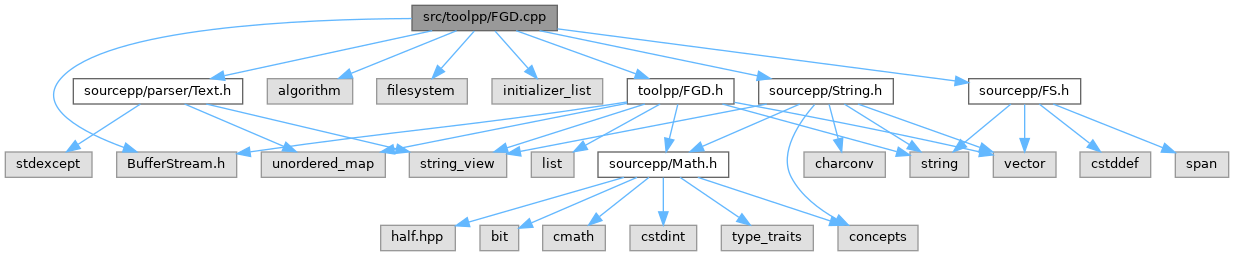 src/toolpp/FGD.cpp
sourcepp/parser/Text.h
algorithm
filesystem
initializer_list
toolpp/FGD.h
sourcepp/String.h
sourcepp/FS.h
stdexcept
BufferStream.h
unordered_map
string_view
list
sourcepp/Math.h
charconv
string
vector
cstddef
span
half.hpp
bit
cmath
cstdint
type_traits
concepts